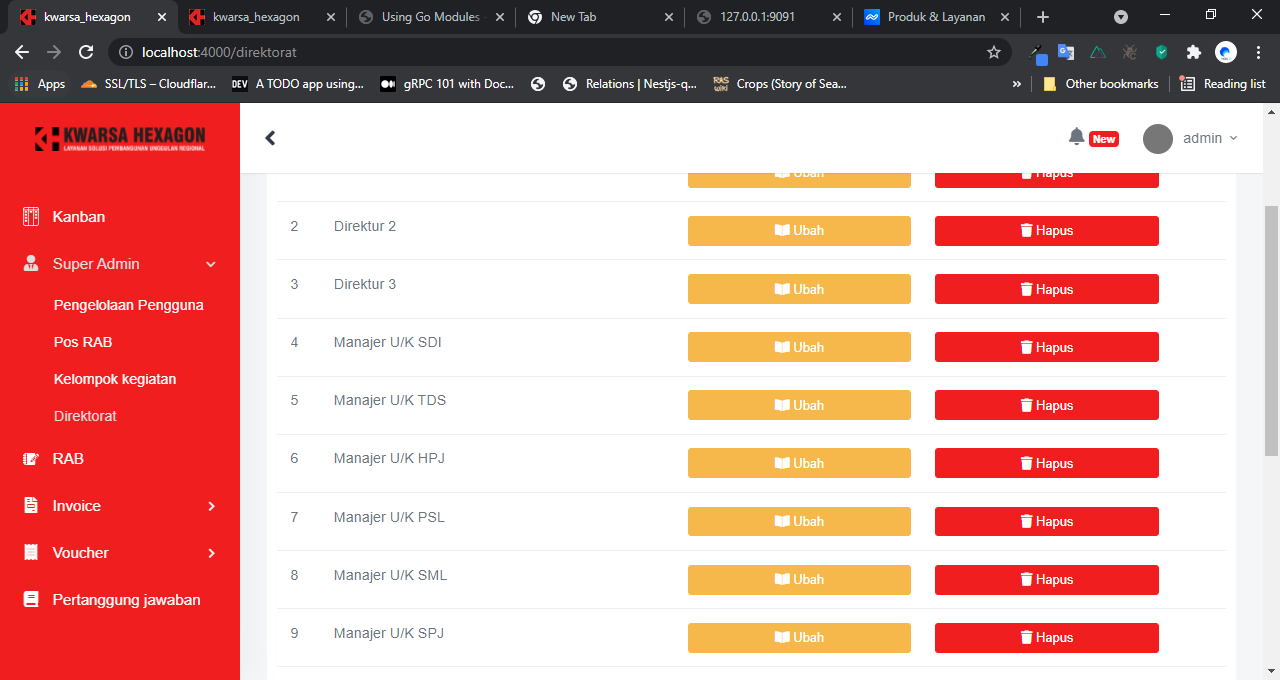 kwarsa_hexagon
kwarsa_hexagon
Using Go Modules
New Tab
127.0.0.1:9091
Produk & Layanan
localhost:4000/direktorat
Apps
SSL/TLS – Cloudflar...
DEV A TODO app using...
gRPC 101 with Doc...
Relations | Nestjs-q...
RAS wiki Crops (Story of Sea...
»
Other bookmarks
Reading list
KWARSA HEXAGON
LAYANAN SOLUSI PEMBANGUNAN UNGGULAN REGIONAL
New
admin
Kanban
Super Admin
Pengelolaan Pengguna
Pos RAB
Kelompok kegiatan
Direktorat
RAB
Invoice
Voucher
Pertanggung jawaban
Ubah Hapus
2 Direktur 2 Ubah Hapus
3 Direktur 3 Ubah Hapus
4 Manajer U/K SDI Ubah Hapus
5 Manajer U/K TDS Ubah Hapus
6 Manajer U/K HPJ Ubah Hapus
7 Manajer U/K PSL Ubah Hapus
8 Manajer U/K SML Ubah Hapus
9 Manajer U/K SPJ Ubah Hapus